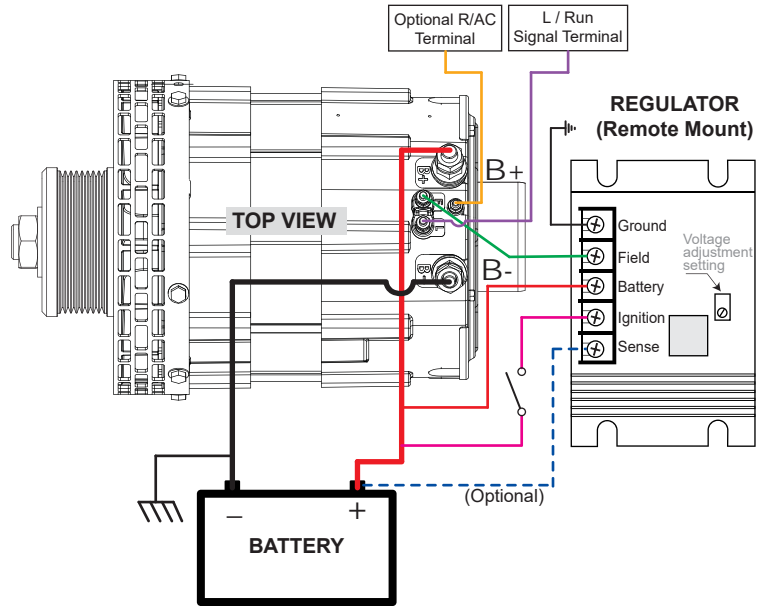 Optional R/AC
Terminal
L / Run
Signal Terminal
REGULATOR
(Remote Mount)
B+
B+
F
L
TOP VIEW
B-
B-
Ground
Field
Battery
Ignition
Sense
Voltage
adjustment
setting
(Optional)
– +
BATTERY